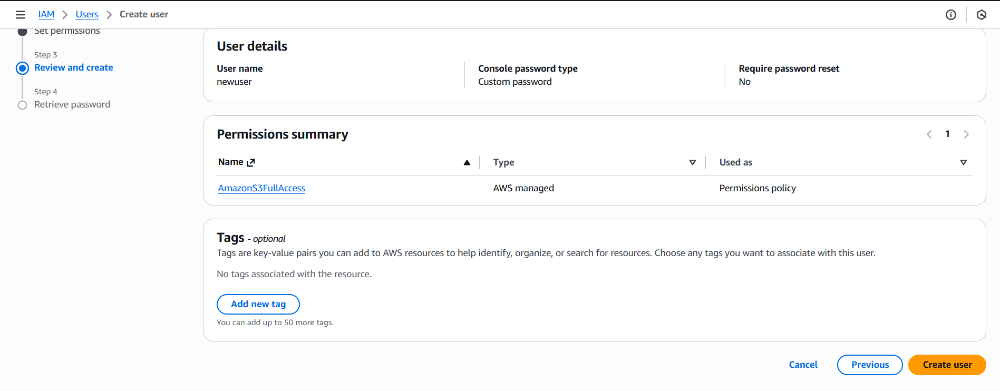 IAM > Users > Create user
Set permissions
Step 3
Review and create
Step 4
Retrieve password
User details
User name
newuser
Console password type
Custom password
Require password reset
No
Permissions summary
1
Name Type Used as
AmazonS3FullAccess AWS managed Permissions policy
Tags - optional
Tags are key-value pairs you can add to AWS resources to help identify, organize, or search for resources. Choose any tags you want to associate with this user.
No tags associated with the resource.
Add new tag
You can add up to 50 more tags.
Cancel Previous Create user